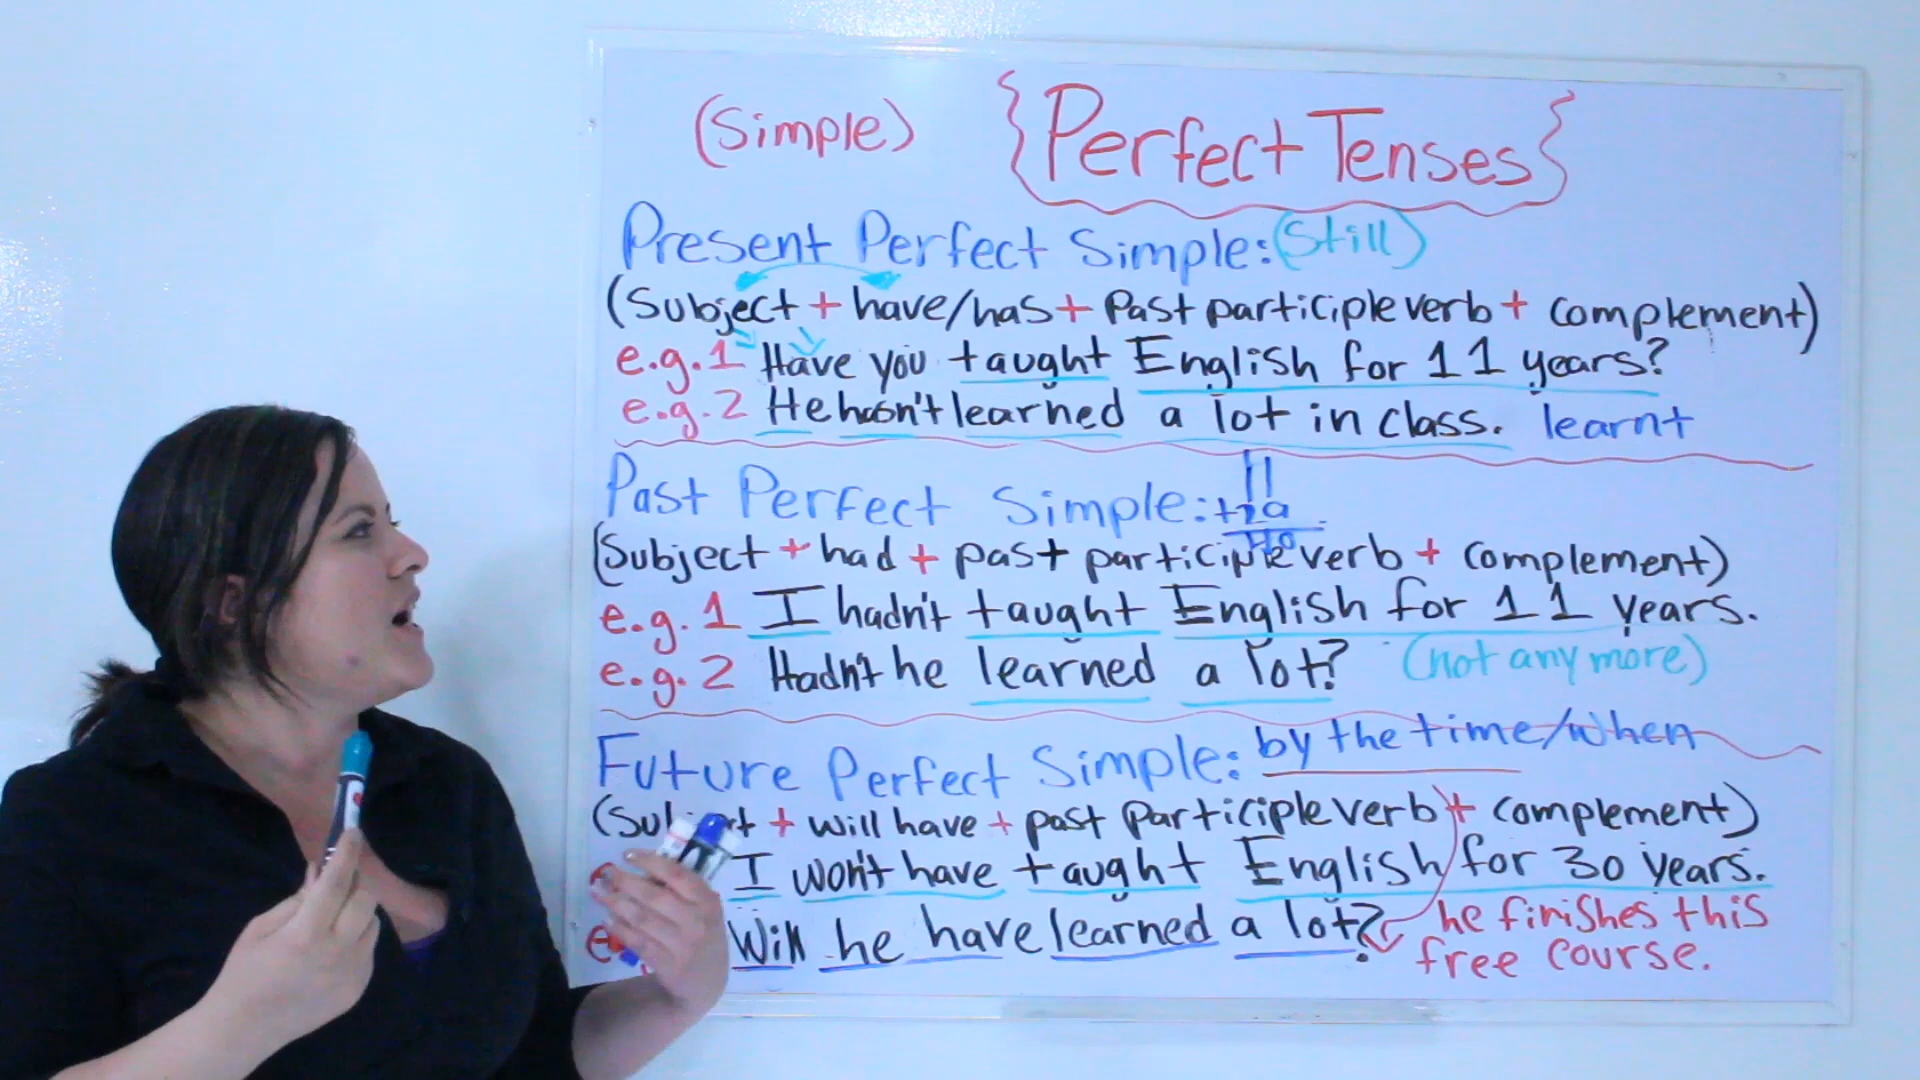 (Simple) {Perfect Tenses}
Present Perfect Simple: (Still)
(Subject + have/has + Past participle verb + complement)
e.g. 1 Have you taught English for 11 years?
e.g. 2 He hasn't learned a lot in class. learnt
Past Perfect Simple:
(Subject + had + past participle verb + complement)
e.g. 1 I hadn't taught English for 11 years.
e.g. 2 Hadn't he learned a lot? (not any more)
Future Perfect Simple: by the time/when
+ will have + past participle verb + complement)
I won't have taught English for 30 years.
Will he have learned a lot? he finishes this
free course.